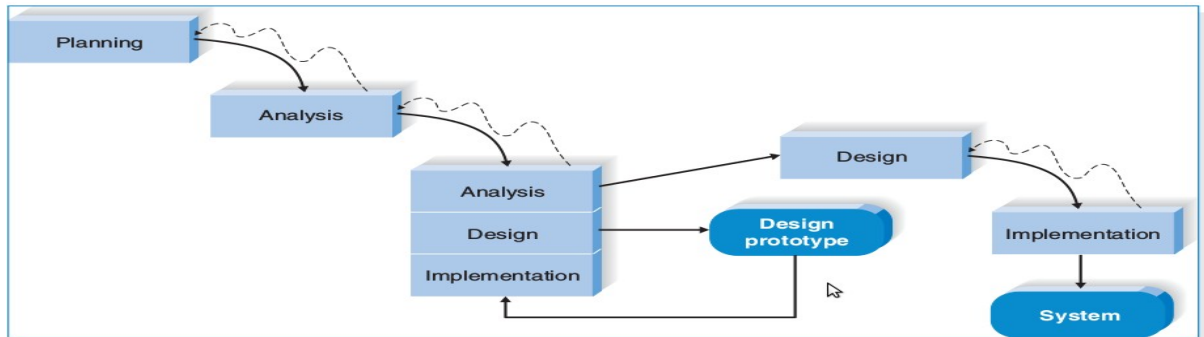 Planning
Analysis
Analysis
Design
Implementation
Design
Design
prototype
Implementation
System